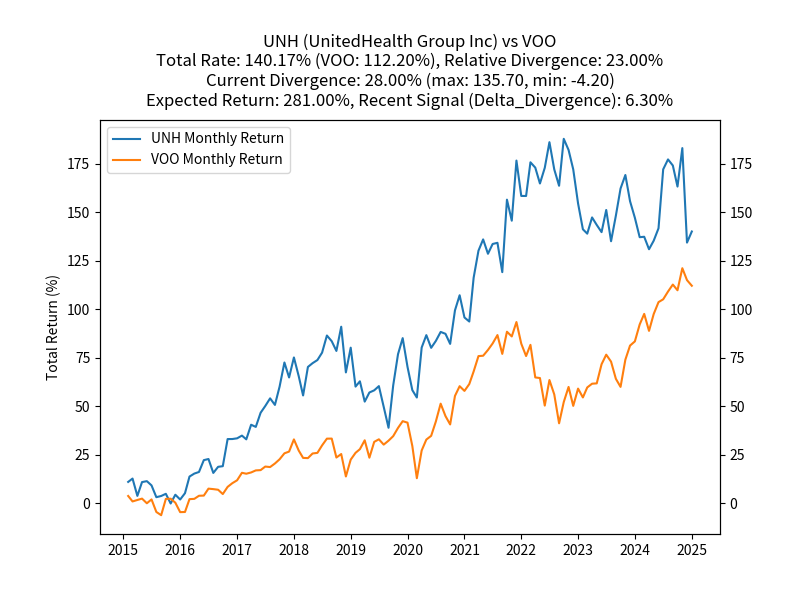 UNH (UnitedHealth Group Inc) vs VOO
Total Rate: 140.17% (VOO: 112.20%), Relative Divergence: 23.00%
Current Divergence: 28.00% (max: 135.70, min: -4.20)
Expected Return: 281.00%, Recent Signal (Delta_Divergence): 6.30%
UNH Monthly Return
VOO Monthly Return
175 175
150 150
125 125
100 100
75 75
50 50
25 25
0 0
Total Return (%)
2015 2016 2017 2018 2019 2020 2021 2022 2023 2024 2025